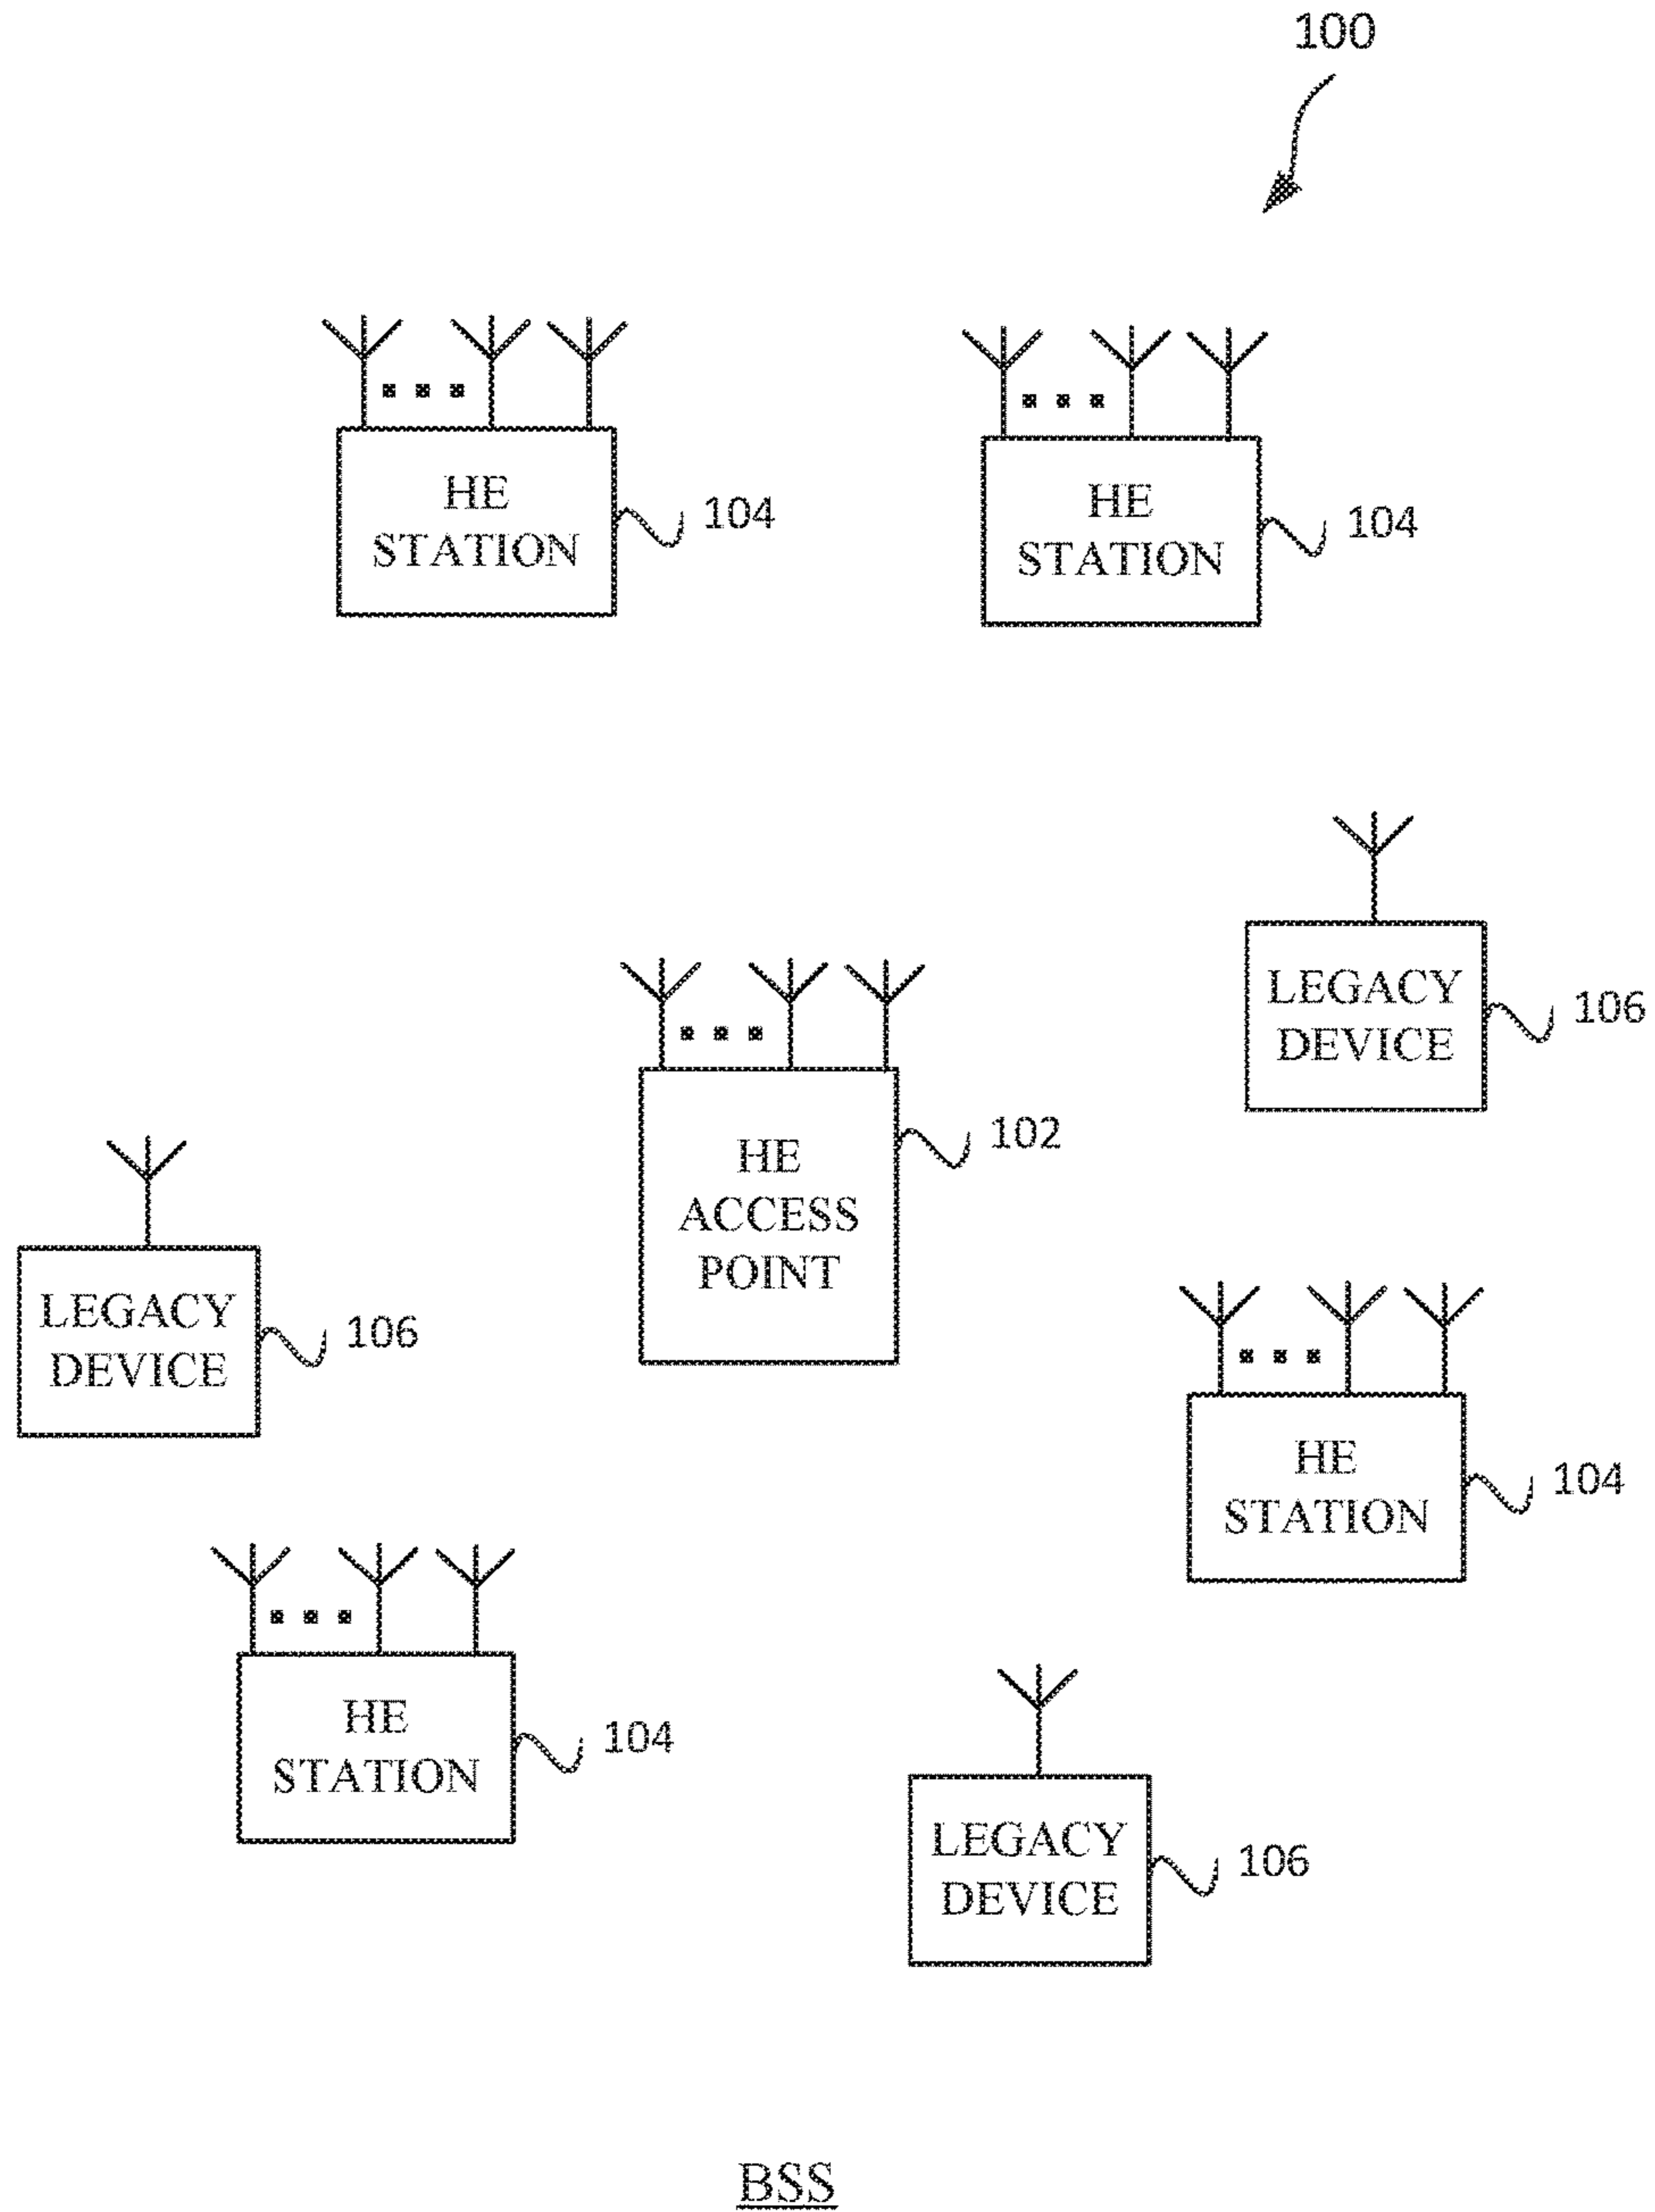 100
HE
STATION
104
HE
STATION
104
LEGACY
DEVICE
106
HE
ACCESS
POINT
102
LEGACY
DEVICE
106
HE
STATION
104
HE
STATION
104
LEGACY
DEVICE
106
BSS